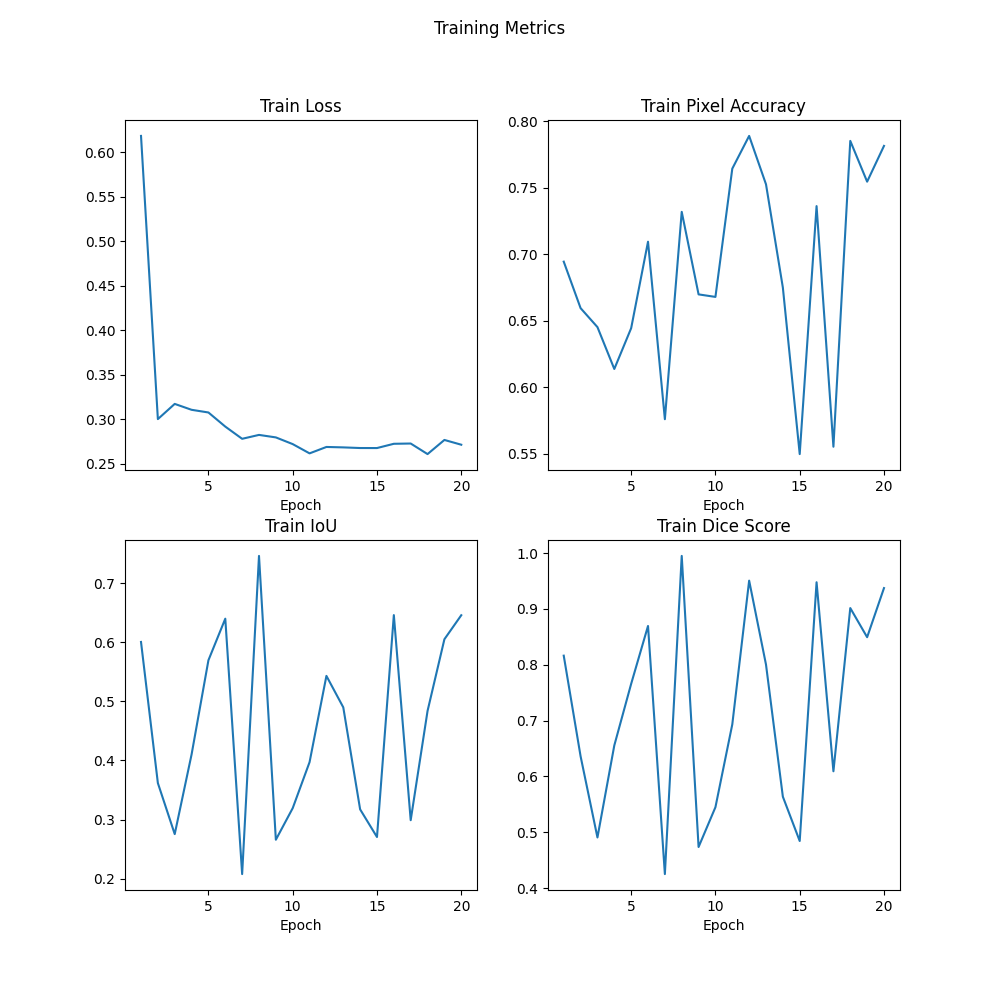 Training Metrics
Train Loss
0.60
0.55
0.50
0.45
0.40
0.35
0.30
0.25
5 10 15 20
Epoch
Train Pixel Accuracy
0.80
0.75
0.70
0.65
0.60
0.55
5 10 15 20
Epoch
Train IoU
0.7
0.6
0.5
0.4
0.3
0.2
5 10 15 20
Epoch
Train Dice Score
1.0
0.9
0.8
0.7
0.6
0.5
0.4
5 10 15 20
Epoch